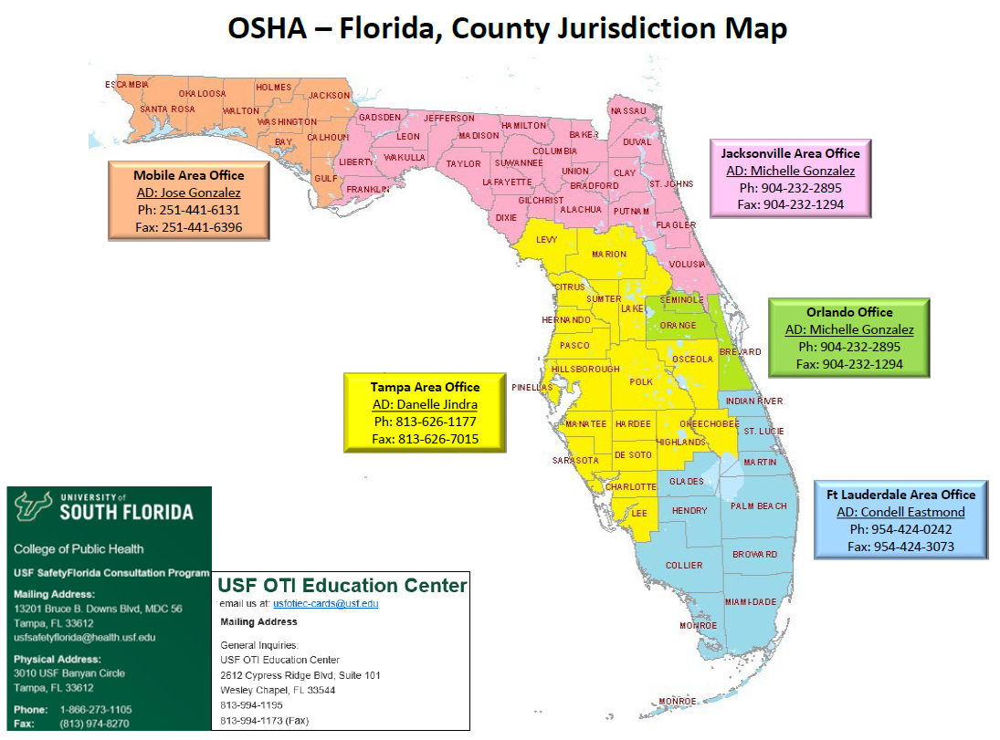 OSHA – Florida, County Jurisdiction Map
ESCAMBIA
SANTA ROSA
OKALOOSA
WALTON
HOLMES
WASHINGTON
JACKSON
BAY
CALHOUN
GULF
GADSDEN
LIBERTY
FRANKLIN
LEON
WAKULLA
JEFFERSON
MADISON
TAYLOR
HAMILTON
SUWANNEE
LAFAYETTE
DIXIE
COLUMBIA
GILCHRIST
BAKER
UNION
BRADFORD
ALACHUA
NASSAU
DUVAL
CLAY
ST. JOHNS
PUTNAM
FLAGLER
VOLUSIA
LEVY
MARION
CITRUS
SUMTER
LAKE
HERNANDO
PASCO
SEMINOLE
ORANGE
BREVARD
OSCEOLA
HILLSBOROUGH
PINELLAS
POLK
INDIAN RIVER
MANATEE
HARDEE
OKEECHOBEE
HIGHLANDS
ST. LUCIE
SARASOTA
DE SOTO
MARTIN
CHARLOTTE
GLADES
LEE
HENDRY
PALM BEACH
COLLIER
BROWARD
MIAMI-DADE
MONROE
MONROE
Mobile Area Office
AD: Jose Gonzalez
Ph: 251-441-6131
Fax: 251-441-6396
Jacksonville Area Office
AD: Michelle Gonzalez
Ph: 904-232-2895
Fax: 904-232-1294
Orlando Office
AD: Michelle Gonzalez
Ph: 904-232-2895
Fax: 904-232-1294
Tampa Area Office
AD: Danelle Jindra
Ph: 813-626-1177
Fax: 813-626-7015
Ft Lauderdale Area Office
AD: Condell Eastmond
Ph: 954-424-0242
Fax: 954-424-3073
UNIVERSITY of
SOUTH FLORIDA
College of Public Health
USF SafetyFlorida Consultation Program
Mailing Address:
13201 Bruce B. Downs Blvd, MDC 56
Tampa, FL 33612
usfsafetyflorida@health.usf.edu
Physical Address:
3010 USF Banyan Circle
Tampa, FL 33612
Phone: 1-866-273-1105
Fax: (813) 974-8270
USF OTI Education Center
email us at: usfotiec-cards@usf.edu
Mailing Address
General Inquiries:
USF OTI Education Center
2612 Cypress Ridge Blvd; Suite 101
Wesley Chapel, FL 33544
813-994-1195
813-994-1173 (Fax)